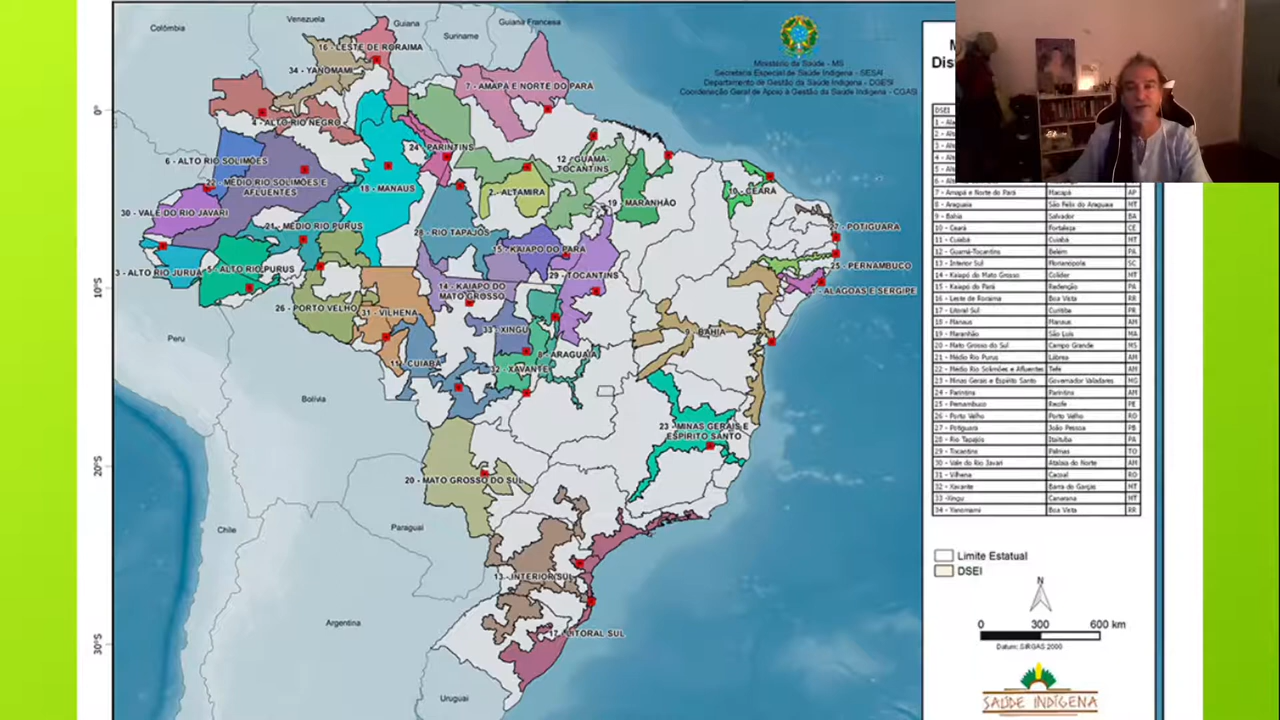 Venezuela
Guiana
Guiana Francesa
Colômbia
Suriname
16 - LESTE DE RORAIMA
34 - YANOMAMI
7 - AMAPÁ E NORTE DO PARÁ
Ministério da Saúde - MS
Secretaria Especial de Saúde Indígena - SESAI
Departamento de Gestão da Saúde Indígena - DGESI
Coordenação Geral de Apoio à Gestão da Saúde Indígena - CGASI
0°
4 - ALTO RIO NEGRO
24 - PARINTINS
6 - ALTO RIO SOLIMÕES
12 - GUAMÁ-
TOCANTINS
22 - MÉDIO RIO SOLIMÕES E
AFLUENTES
18 - MANAUS
2 - ALTAMIRA
10 - CEARÁ
19 - MARANHÃO
30 - VALE DO RIO JAVARI
21 - MÉDIO RIO PURUS
28 - RIO TAPAJÓS
27 - POTIGUARA
15 - KAIAPÓ DO PARÁ
3 - ALTO RIO JURUÁ
5 - ALTO RIO PURUS
29 - TOCANTINS
25 - PERNAMBUCO
10°S
14 - KAIAPÓ DO
MATO GROSSO
1 - ALAGOAS E SERGIPE
26 - PORTO VELHO
31 - VILHENA
33 - XINGU
9 - BAHIA
Peru
8 - ARAGUAIA
11 - CUIABÁ
32 - XAVANTE
Bolívia
23 - MINAS GERAIS E
ESPÍRITO SANTO
20°S
20 - MATO GROSSO DO SUL
Chile
Paraguai
13 - INTERIOR SUL
Argentina
17 - LITORAL SUL
30°S
Uruguai
DSEI
7 - Amapá e Norte do Pará Macapá AP
8 - Araguaia São Félix do Araguaia MT
9 - Bahia Salvador BA
10 - Ceará Fortaleza CE
11 - Cuiabá Cuiabá MT
12 - Guamá-Tocantins Belém PA
13 - Interior Sul Florianópolis SC
14 - Kaiapó do Mato Grosso Colider MT
15 - Kaiapó do Pará Redenção PA
16 - Leste de Roraima Boa Vista RR
17 - Litoral Sul Curitiba PR
18 - Manaus Manaus AM
19 - Maranhão São Luís MA
20 - Mato Grosso do Sul Campo Grande MS
21 - Médio Rio Purus Lábrea AM
22 - Médio Rio Solimões e Afluentes Tefé AM
23 - Minas Gerais e Espírito Santo Governador Valadares MG
24 - Parintins Parintins AM
25 - Pernambuco Recife PE
26 - Porto Velho Porto Velho RO
27 - Potiguara João Pessoa PB
28 - Rio Tapajós Itaituba PA
29 - Tocantins Palmas TO
30 - Vale do Rio Javari Atalaia do Norte AM
31 - Vilhena Cacoal RO
32 - Xavante Barra do Garças MT
33 -Xingu Canarana MT
34 - Yanomami Boa Vista RR
Limite Estatual
DSEI
N
0 300 600 km
Datum: SIRGAS 2000
SAÚDE INDÍGENA